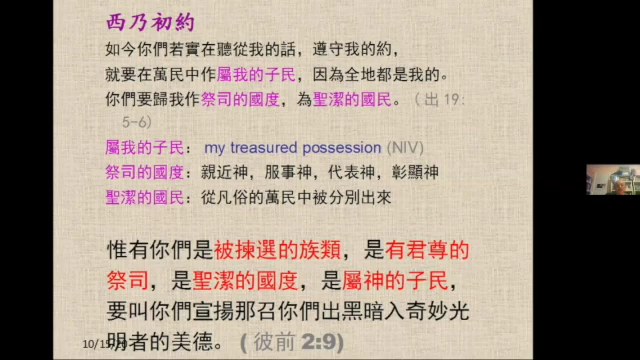 西乃初約
如今你們若實在聽從我的話，遵守我的約，
就要在萬民中作屬我的子民，因為全地都是我的。
你們要歸我作祭司的國度，為聖潔的國民。（出 19：
5-6）
屬我的子民： my treasured possession (NIV)
祭司的國度：親近神，服事神，代表神，彰顯神
聖潔的國民：從凡俗的萬民中被分別出來
惟有你們是被揀選的族類，是有君尊的
祭司，是聖潔的國度，是屬神的子民，
要叫你們宣揚那召你們出黑暗入奇妙光
明者的美德。（彼前 2:9)
10/15/